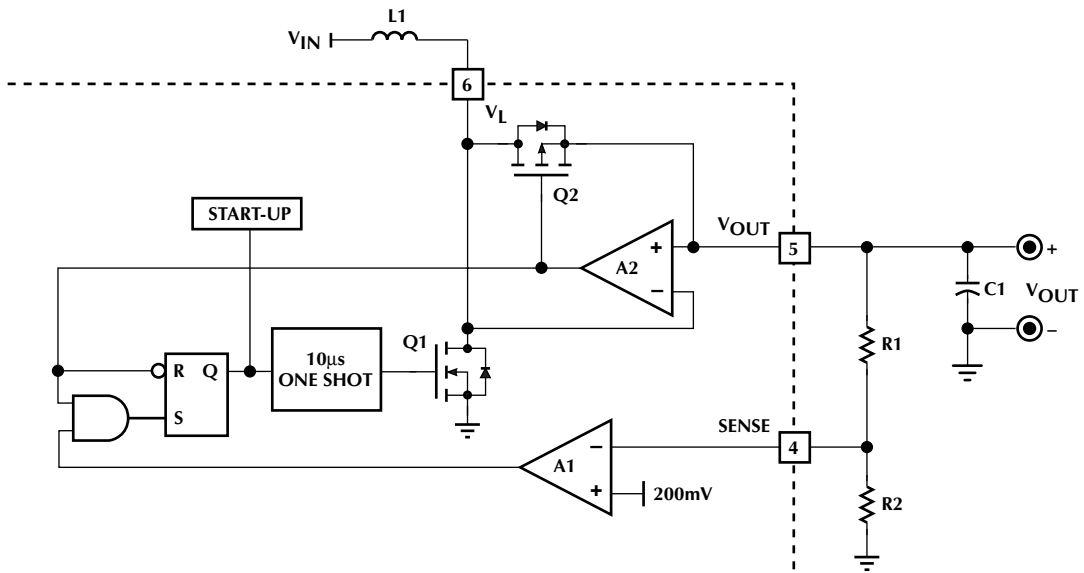 L1
VIN
6
VL
Q2
START-UP
VOUT
5
+
A2
−
+
C1
VOUT
−
Q1
R1
R Q
10µs
ONE SHOT
S
SENSE
4
−
A1
+
200mV
R2